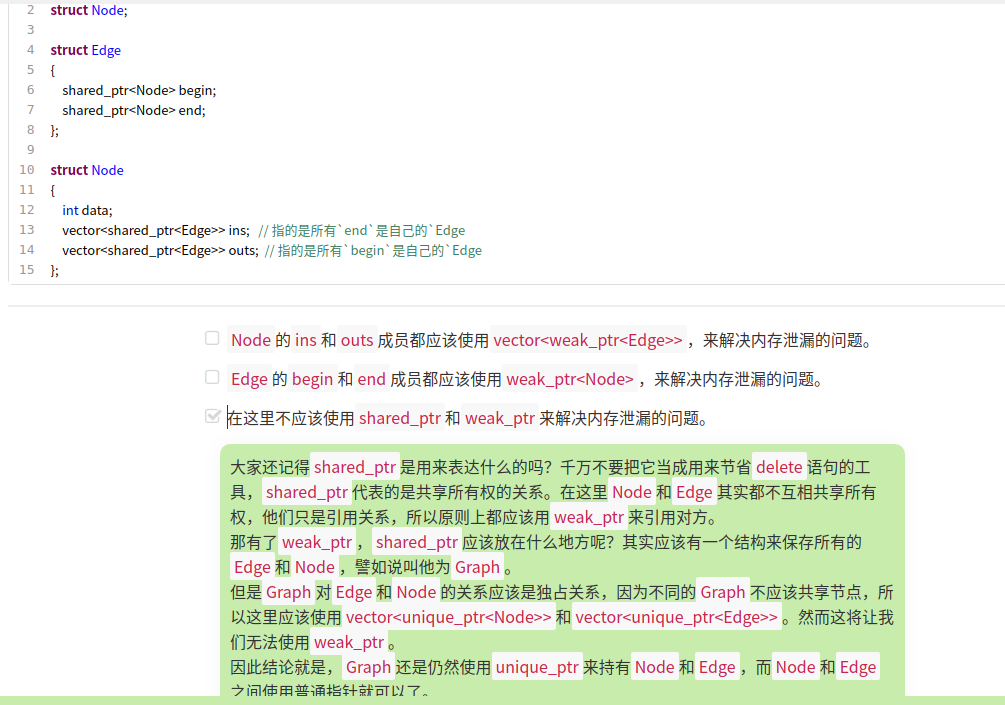 2 struct Node;
3
4 struct Edge
5 {
6 shared_ptr<Node> begin;
7 shared_ptr<Node> end;
8 };
9
10 struct Node
11 {
12 int data;
13 vector<shared_ptr<Edge>> ins; // 指的是所有`end`是自己的`Edge
14 vector<shared_ptr<Edge>> outs; // 指的是所有`begin`是自己的`Edge
15 };
Node 的 ins 和 outs 成员都应该使用 vector<weak_ptr<Edge>> ，来解决内存泄漏的问题。
Edge 的 begin 和 end 成员都应该使用 weak_ptr<Node> ，来解决内存泄漏的问题。
在这里不应该使用 shared_ptr 和 weak_ptr 来解决内存泄漏的问题。
大家还记得 shared_ptr 是用来表达什么的吗？千万不要把它当成用来节省 delete 语句的工
具， shared_ptr 代表的是共享所有权的关系。在这里 Node 和 Edge 其实都不互相共享所有
权，他们只是引用关系，所以原则上都应该用 weak_ptr 来引用对方。
那有了 weak_ptr ， shared_ptr 应该放在什么地方呢？其实应该有一个结构来保存所有的
Edge 和 Node ，譬如说叫他为 Graph 。
但是 Graph 对 Edge 和 Node 的关系应该是独占关系，因为不同的 Graph 不应该共享节点，所
以这里应该使用 vector<unique_ptr<Node>> 和 vector<unique_ptr<Edge>> 。然而这将让我
们无法使用 weak_ptr 。
因此结论就是， Graph 还是仍然使用 unique_ptr 来持有 Node 和 Edge ，而 Node 和 Edge
之间使用普通指针就可以了。